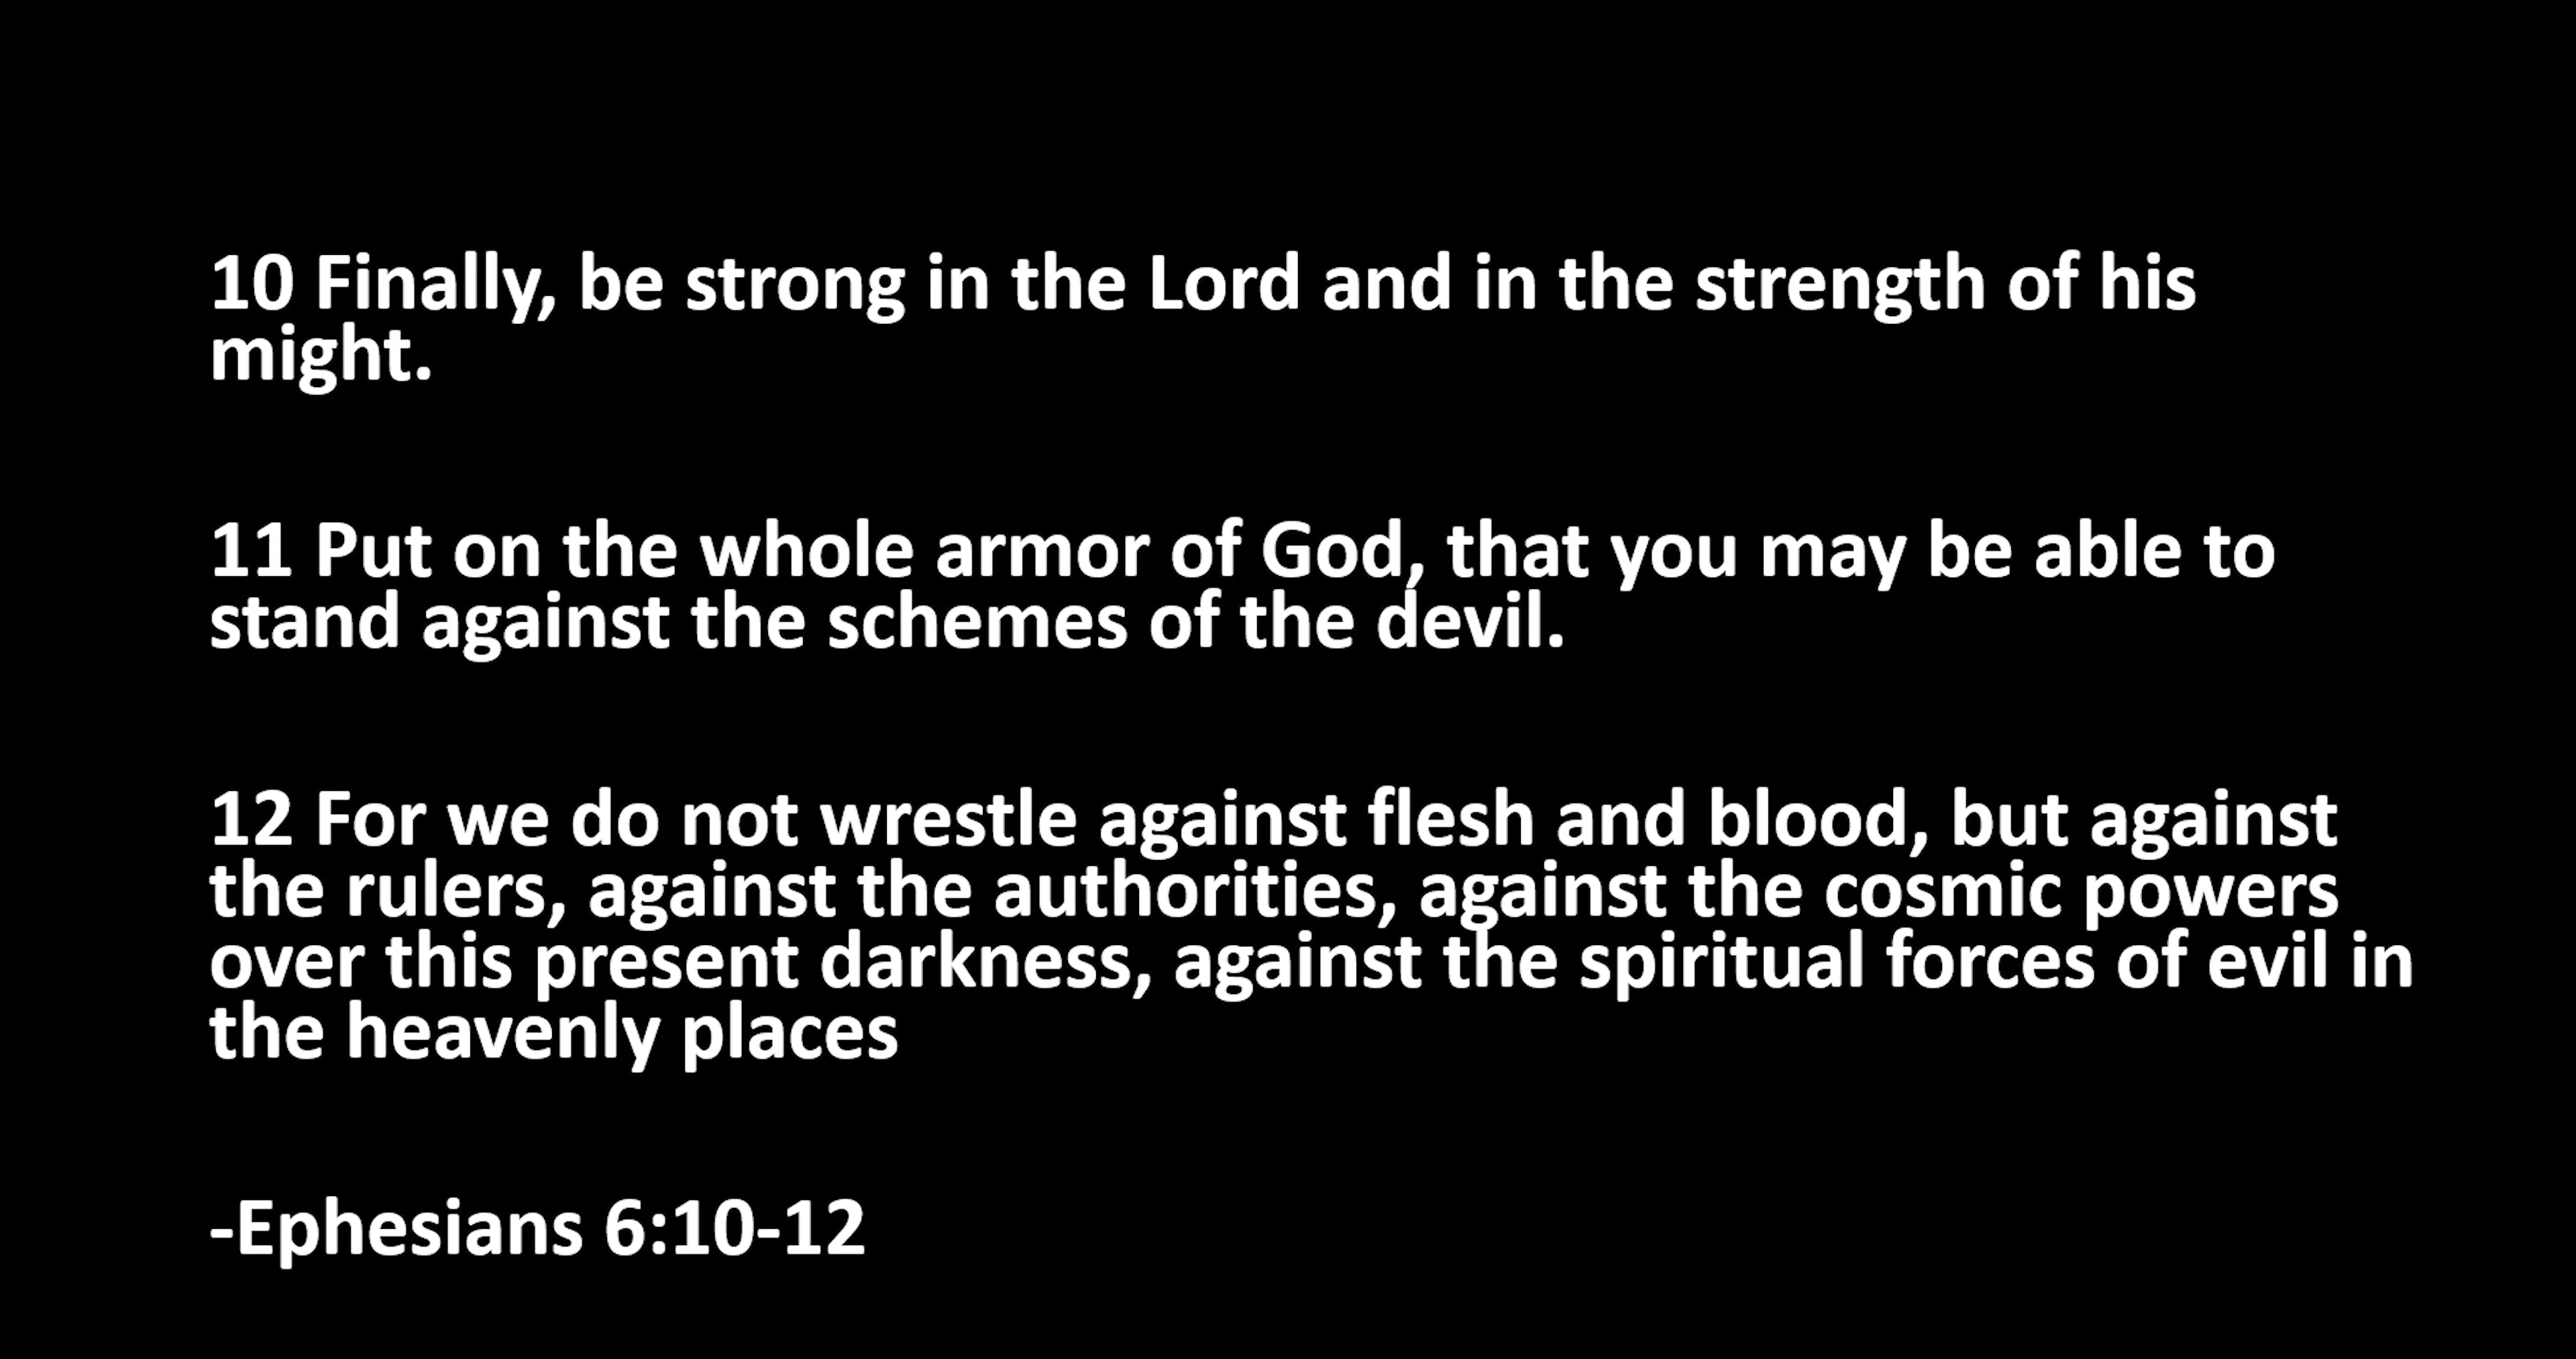 10 Finally, be strong in the Lord and in the strength of his
might.
11 Put on the whole armor of God, that you may be able to
stand against the schemes of the devil.
12 For we do not wrestle against flesh and blood, but against
the rulers, against the authorities, against the cosmic powers
over this present darkness, against the spiritual forces of evil in
the heavenly places
-Ephesians 6:10-12